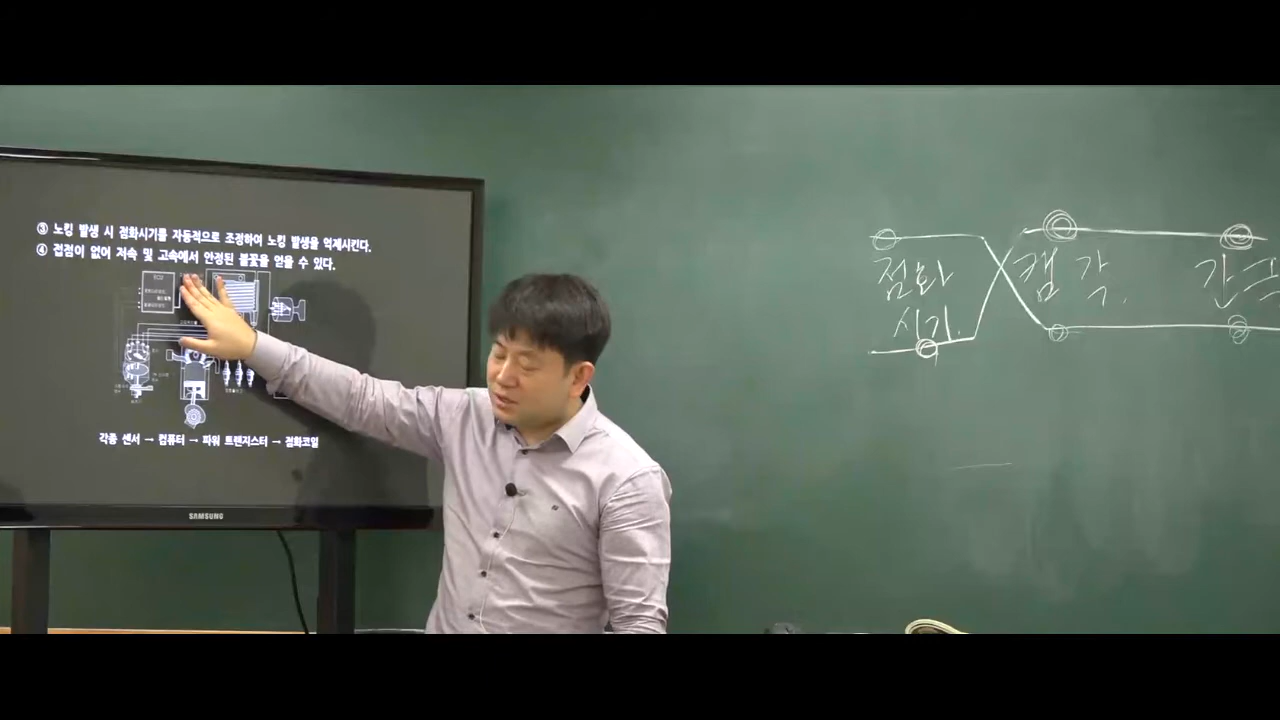 ③ 노킹 발생 시 점화시기를 자동적으로 조정하여 노킹 발생을 억제시킨다.
④ 접점이 없어 저속 및 고속에서 안정된 불꽃을 얻을 수 있다.
ECU
각종 센서 → 컴퓨터 → 파워 트랜지스터 → 점화코일
SAMSUNG
점화
시기.
캠 각.